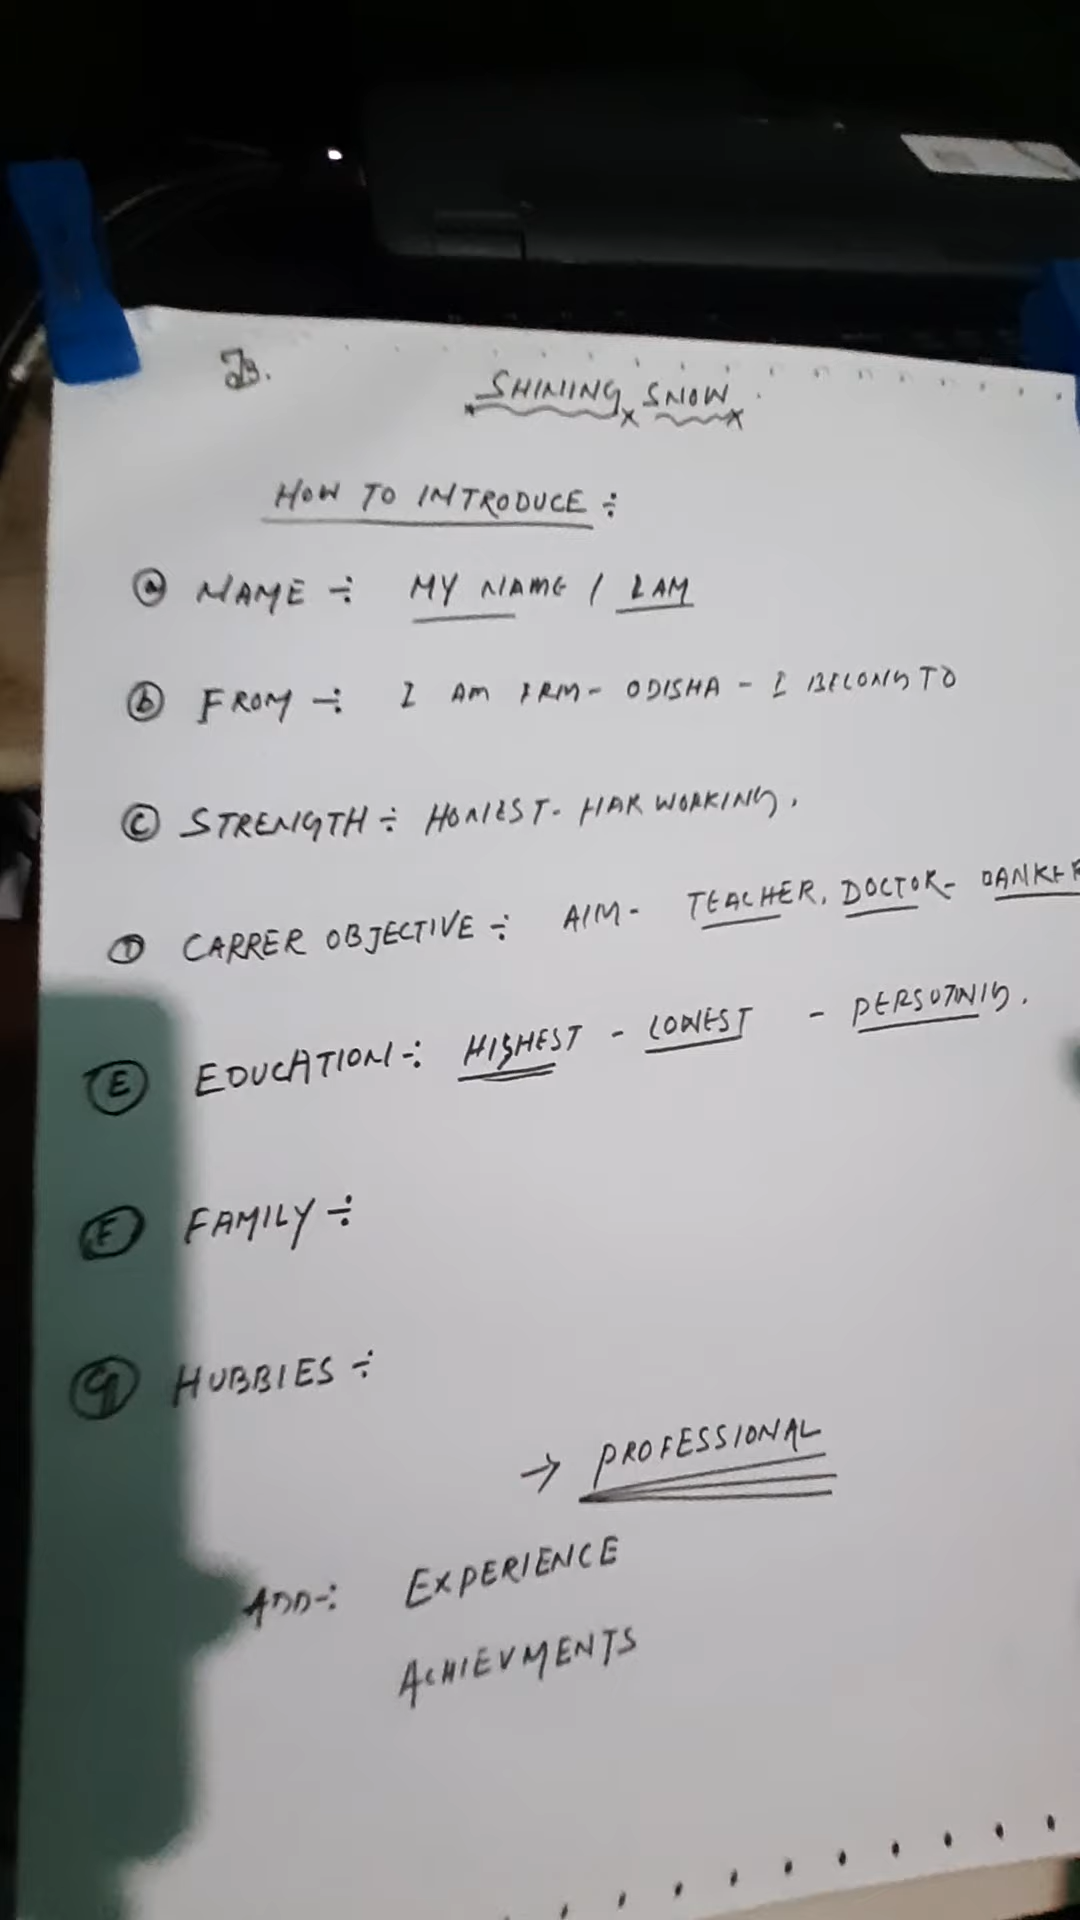 SHINING SNOW
HOW TO INTRODUCE ÷
ⓐ NAME ÷ MY NAME / I AM
ⓑ FROM ÷ I AM FRM - ODISHA - I BELONG TO
Ⓒ STRENGTH ÷ HONEST - HAR WORKING.
Ⓓ CARRER OBJECTIVE ÷ AIM - TEACHER, DOCTOR - BANKER
Ⓔ EDUCATION ÷ HIGHEST - LOWEST -
Ⓕ FAMILY ÷
Ⓖ HUBBIES ÷
→ PROFESSIONAL
ADD ÷ EXPERIENCE
ACHIEVMENTS